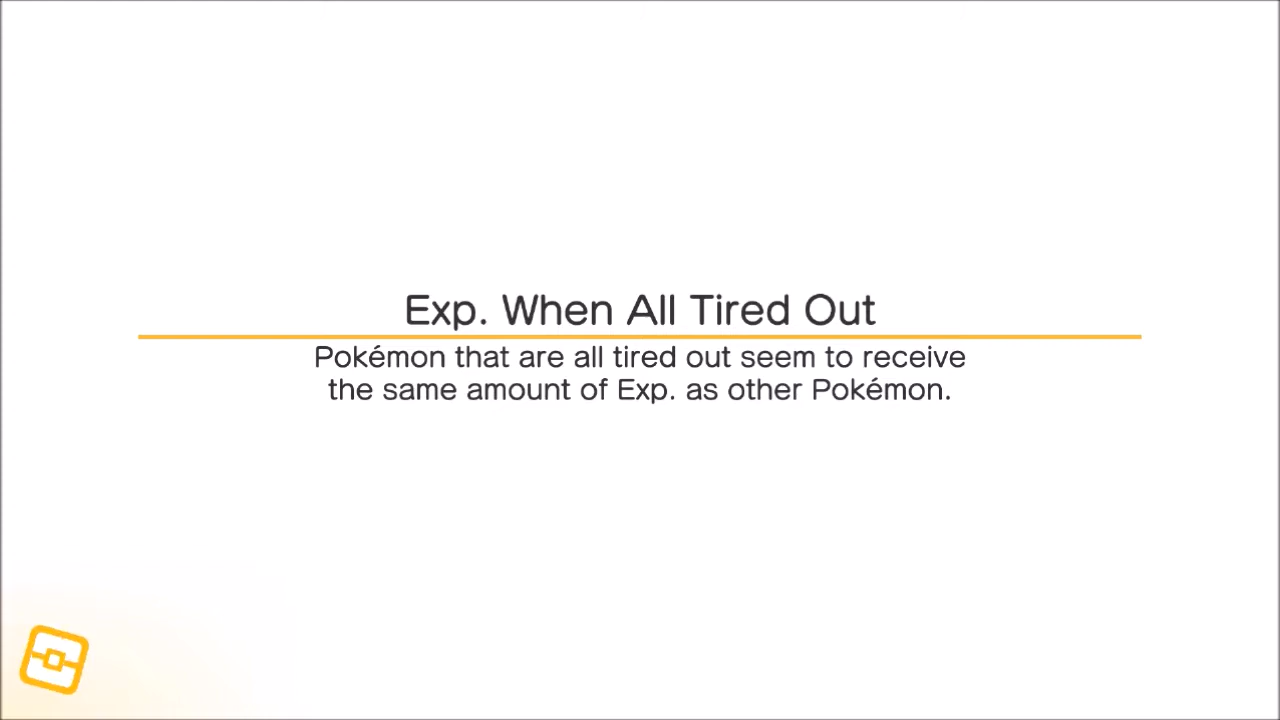 Exp. When All Tired Out
Pokémon that are all tired out seem to receive
the same amount of Exp. as other Pokémon.